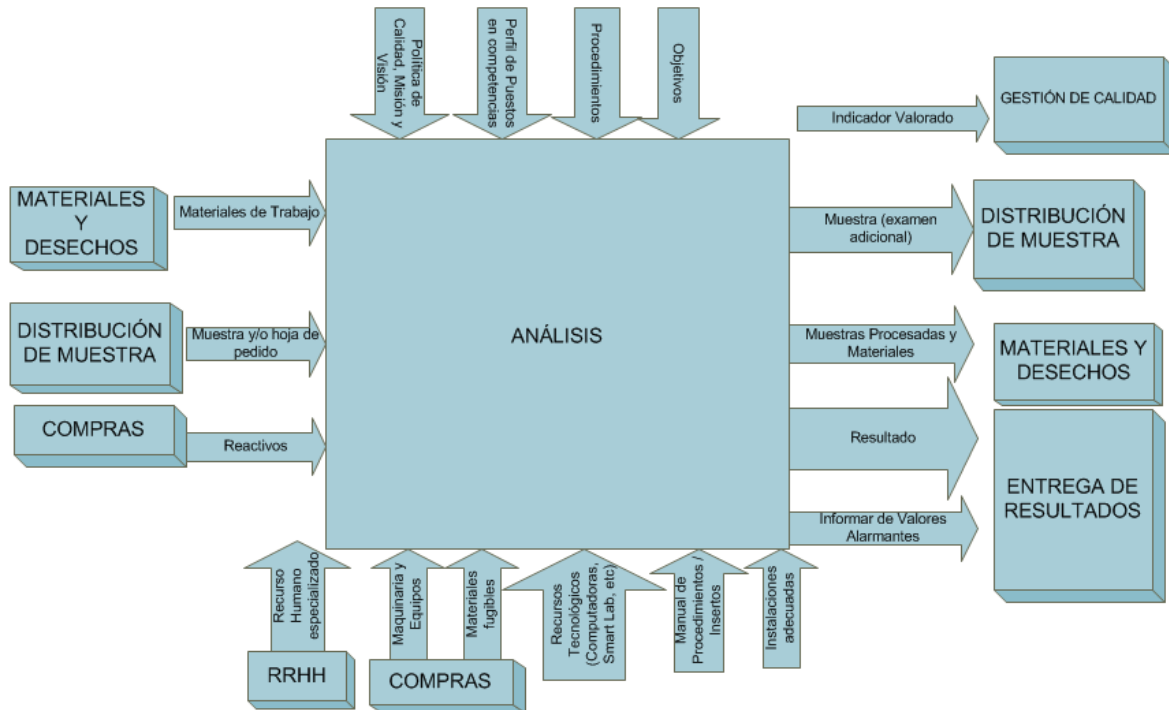 Política de
Calidad, Misión y
Visión
Perfil de Puestos
en competencias
Procedimientos
Objetivos
GESTIÓN DE CALIDAD
Indicador Valorado
MATERIALES
Y
DESECHOS
Materiales de Trabajo
Muestra (examen
adicional)
DISTRIBUCIÓN
DE MUESTRA
DISTRIBUCIÓN
DE MUESTRA
Muestra y/o hoja de
pedido
ANÁLISIS
Muestras Procesadas y
Materiales
MATERIALES Y
DESECHOS
COMPRAS
Reactivos
Resultado
ENTREGA DE
RESULTADOS
Informar de Valores
Alarmantes
Recurso
Humano
especializado
Maquinaria y
Equipos
Materiales
fugibles
Recursos
Tecnológicos
(Computadoras,
Smart Lab, etc)
Manual de
Procedimientos /
Insertos
Instalaciones
adecuadas
RRHH
COMPRAS